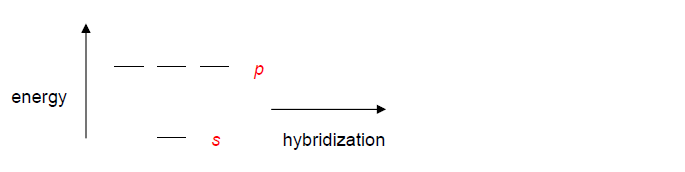 p
energy
s
hybridization